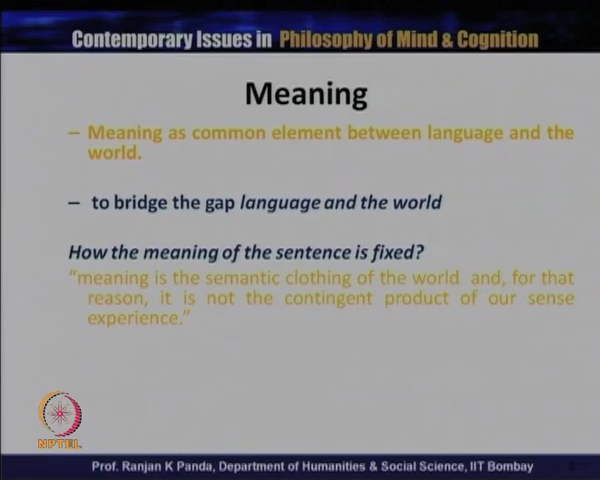 Contemporary Issues in Philosophy of Mind & Cognition
Meaning
– Meaning as common element between language and the
world.
– to bridge the gap language and the world
How the meaning of the sentence is fixed?
“meaning is the semantic clothing of the world and, for that
reason, it is not the contingent product of our sense
experience.”
NPTEL
Prof. Ranjan K Panda, Department of Humanities & Social Science, IIT Bombay